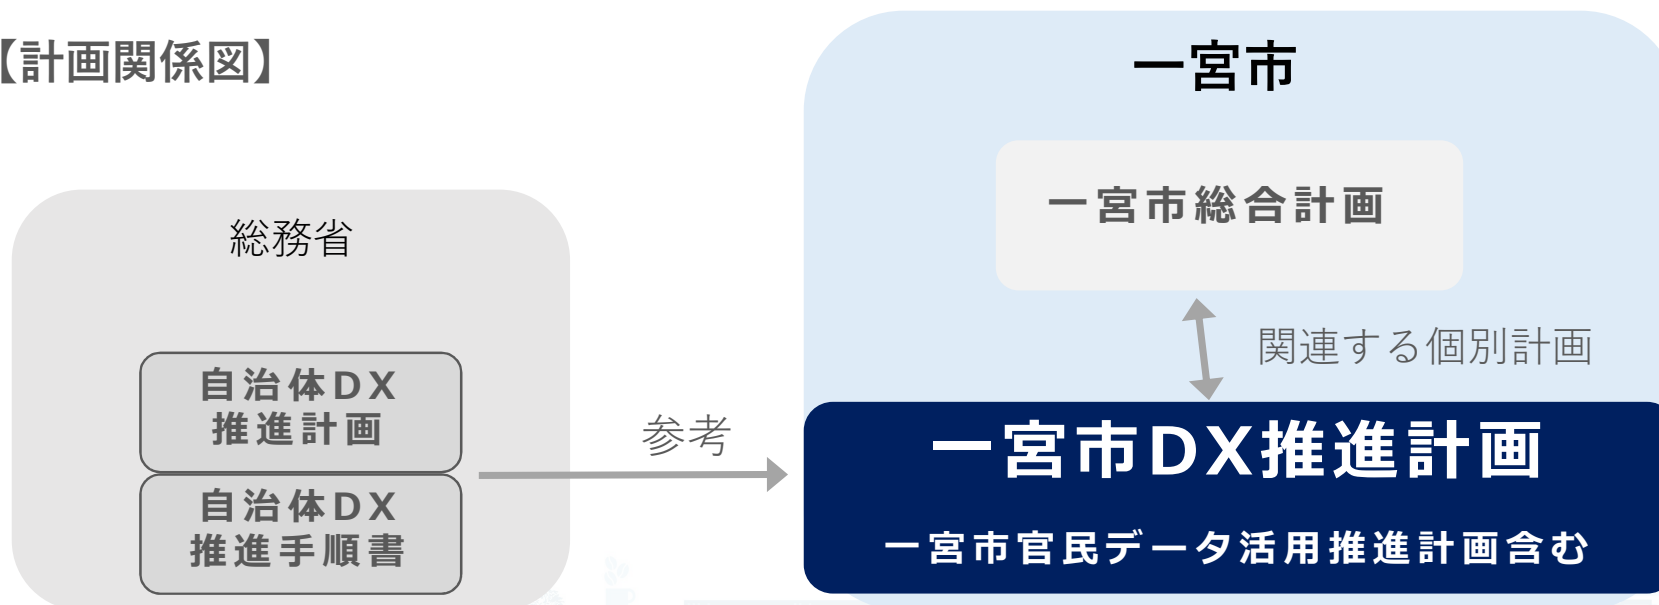 【計画関係図】
総務省
自治体DX
推進計画
自治体DX
推進手順書
参考
一宮市
一宮市総合計画
関連する個別計画
一宮市DX推進計画
一宮市官民データ活用推進計画含む